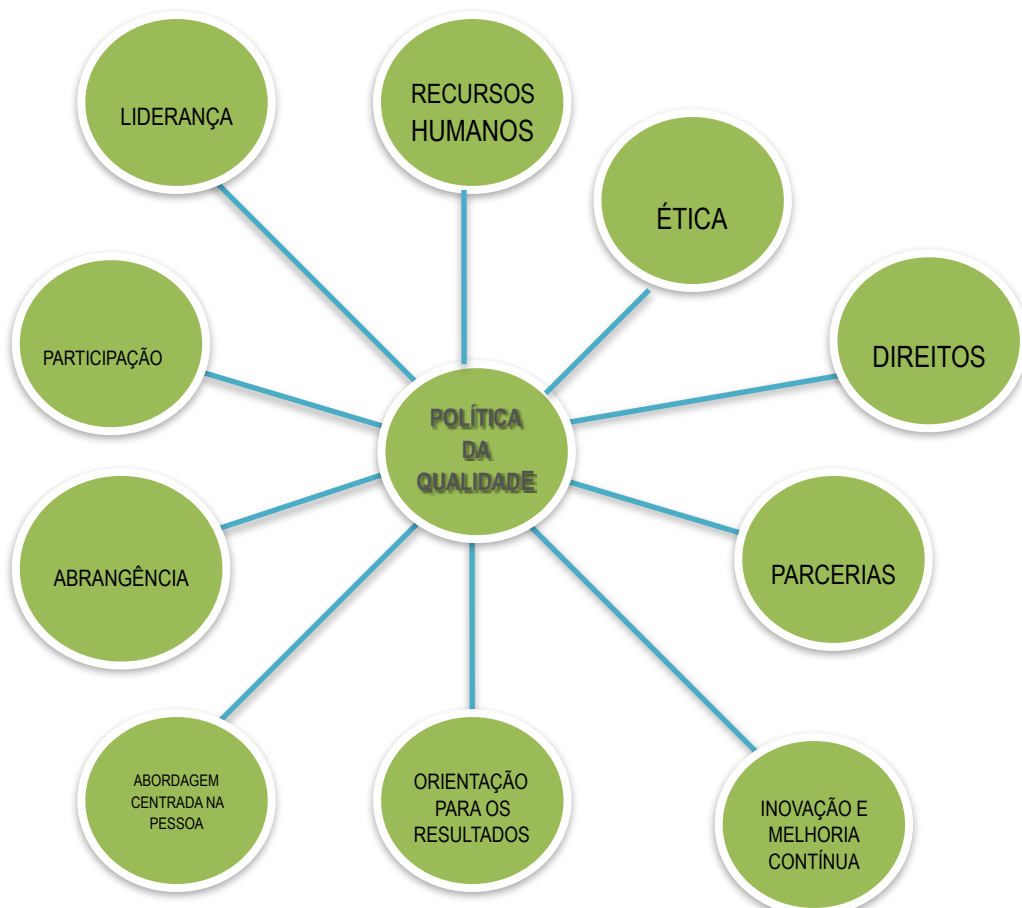 LIDERANÇA
RECURSOS
HUMANOS
ÉTICA
DIREITOS
PARTICIPAÇÃO
POLÍTICA
DA
QUALIDADE
ABRANGÊNCIA
PARCERIAS
ABORDAGEM
CENTRADA NA
PESSOA
ORIENTAÇÃO
PARA OS
RESULTADOS
INOVAÇÃO E
MELHORIA
CONTÍNUA